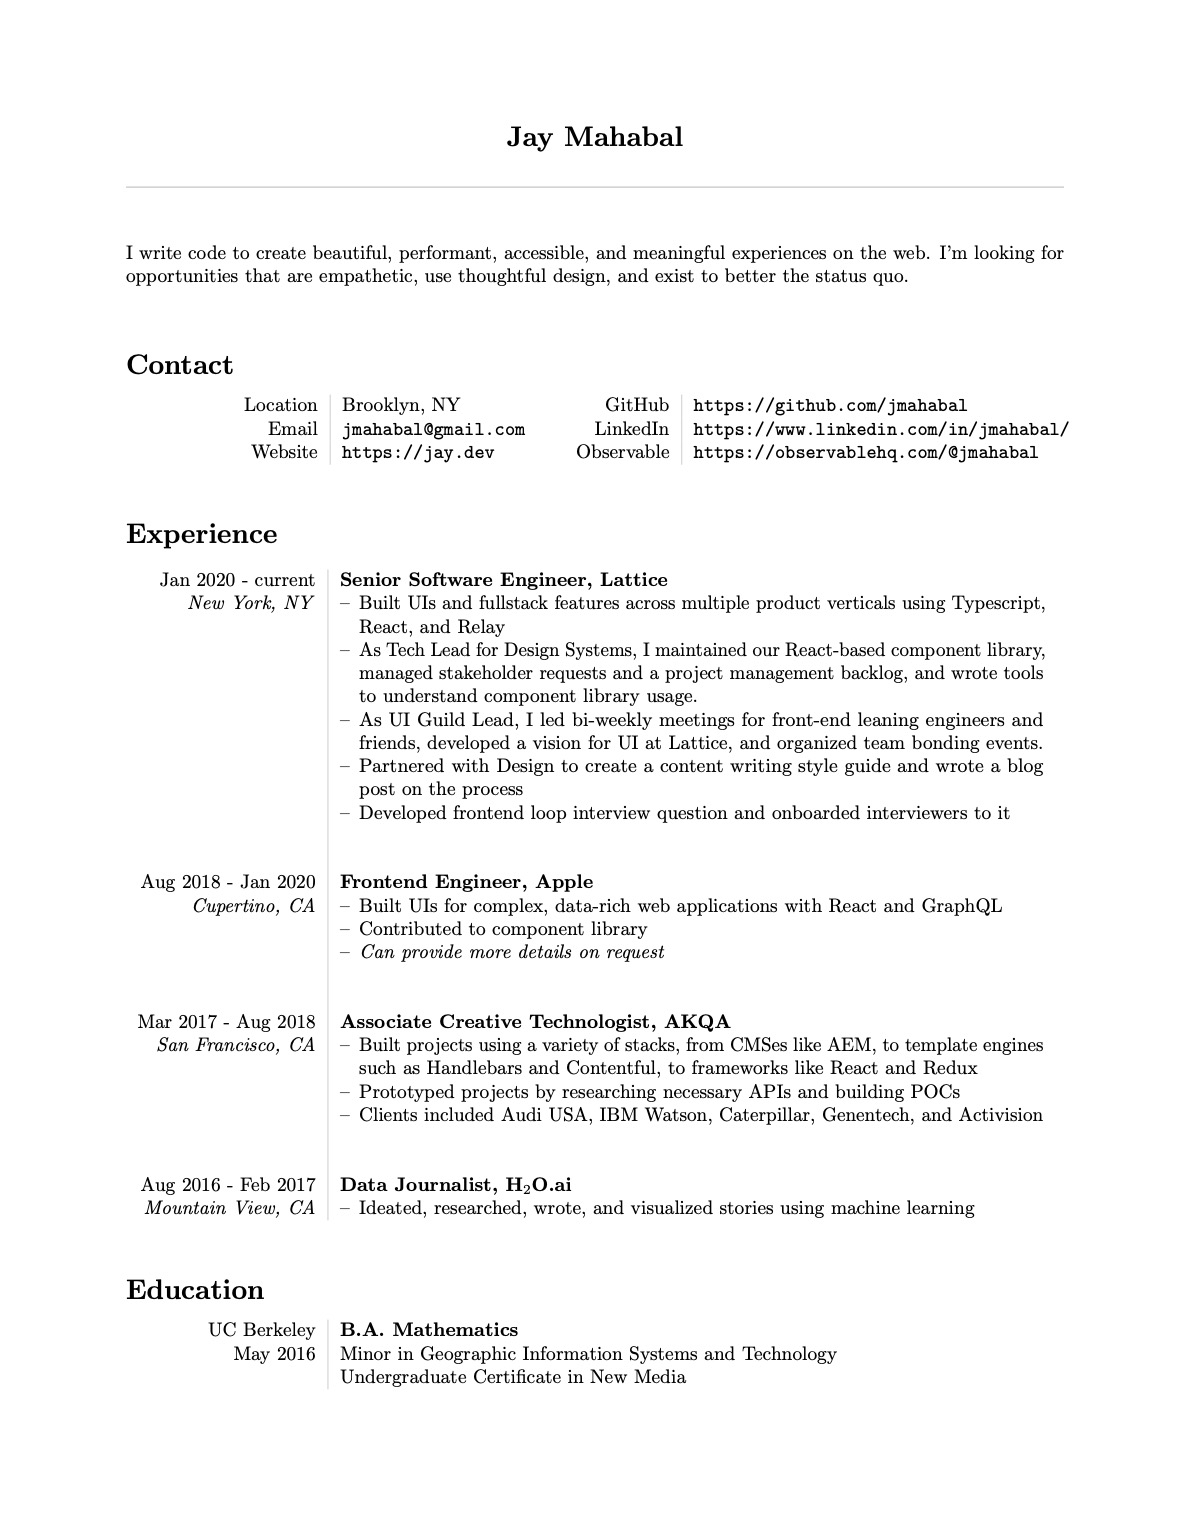 Jay Mahabal
I write code to create beautiful, performant, accessible, and meaningful experiences on the web. I'm looking for
opportunities that are empathetic, use thoughtful design, and exist to better the status quo.
Contact
Location Brooklyn, NY GitHub https://github.com/jmahabal
Email jmahabal@gmail.com LinkedIn https://www.linkedin.com/in/jmahabal/
Website https://jay.dev Observable https://observablehq.com/@jmahabal
Experience
Jan 2020 - current Senior Software Engineer, Lattice
New York, NY – Built UIs and fullstack features across multiple product verticals using Typescript,
React, and Relay
– As Tech Lead for Design Systems, I maintained our React-based component library,
managed stakeholder requests and a project management backlog, and wrote tools
to understand component library usage.
– As UI Guild Lead, I led bi-weekly meetings for front-end leaning engineers and
friends, developed a vision for UI at Lattice, and organized team bonding events.
– Partnered with Design to create a content writing style guide and wrote a blog
post on the process
– Developed frontend loop interview question and onboarded interviewers to it
Aug 2018 - Jan 2020 Frontend Engineer, Apple
Cupertino, CA – Built UIs for complex, data-rich web applications with React and GraphQL
– Contributed to component library
– Can provide more details on request
Mar 2017 - Aug 2018 Associate Creative Technologist, AKQA
San Francisco, CA – Built projects using a variety of stacks, from CMSes like AEM, to template engines
such as Handlebars and Contentful, to frameworks like React and Redux
– Prototyped projects by researching necessary APIs and building POCs
– Clients included Audi USA, IBM Watson, Caterpillar, Genentech, and Activision
Aug 2016 - Feb 2017 Data Journalist, H₂O.ai
Mountain View, CA – Ideated, researched, wrote, and visualized stories using machine learning
Education
UC Berkeley B.A. Mathematics
May 2016 Minor in Geographic Information Systems and Technology
Undergraduate Certificate in New Media